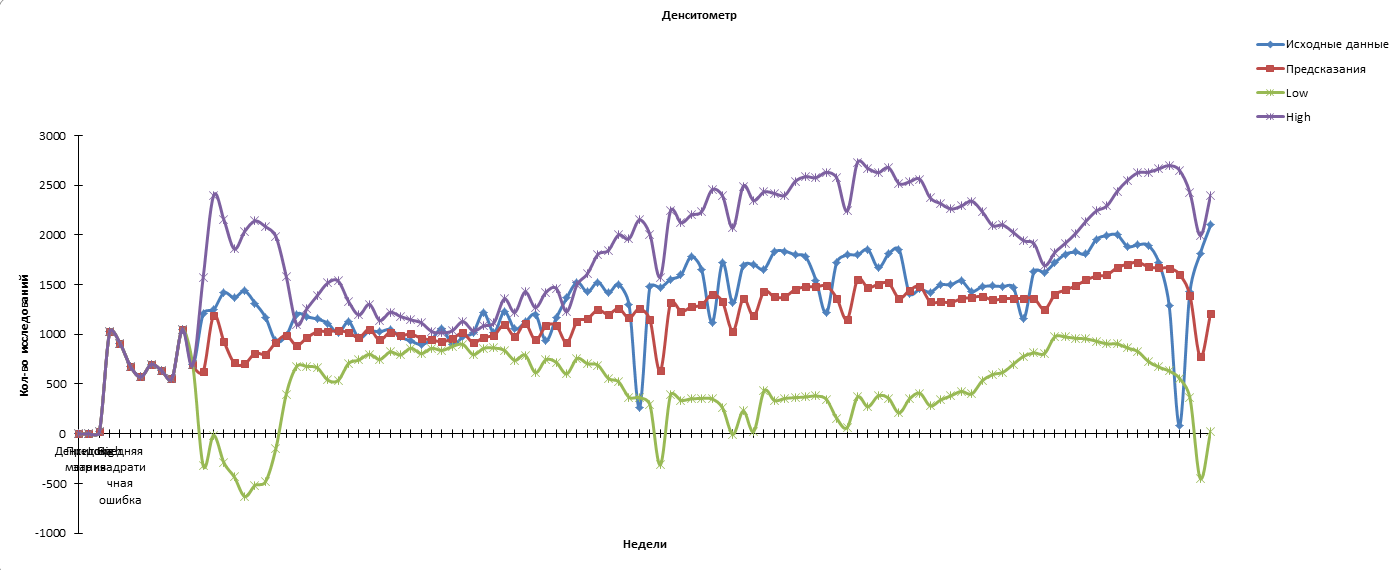 Денситометр
Исходные данные
Предсказания
Low
High
3000
2500
2000
1500
1000
500
0
-500
-1000
Кол-во исследований
ошибка
Недели